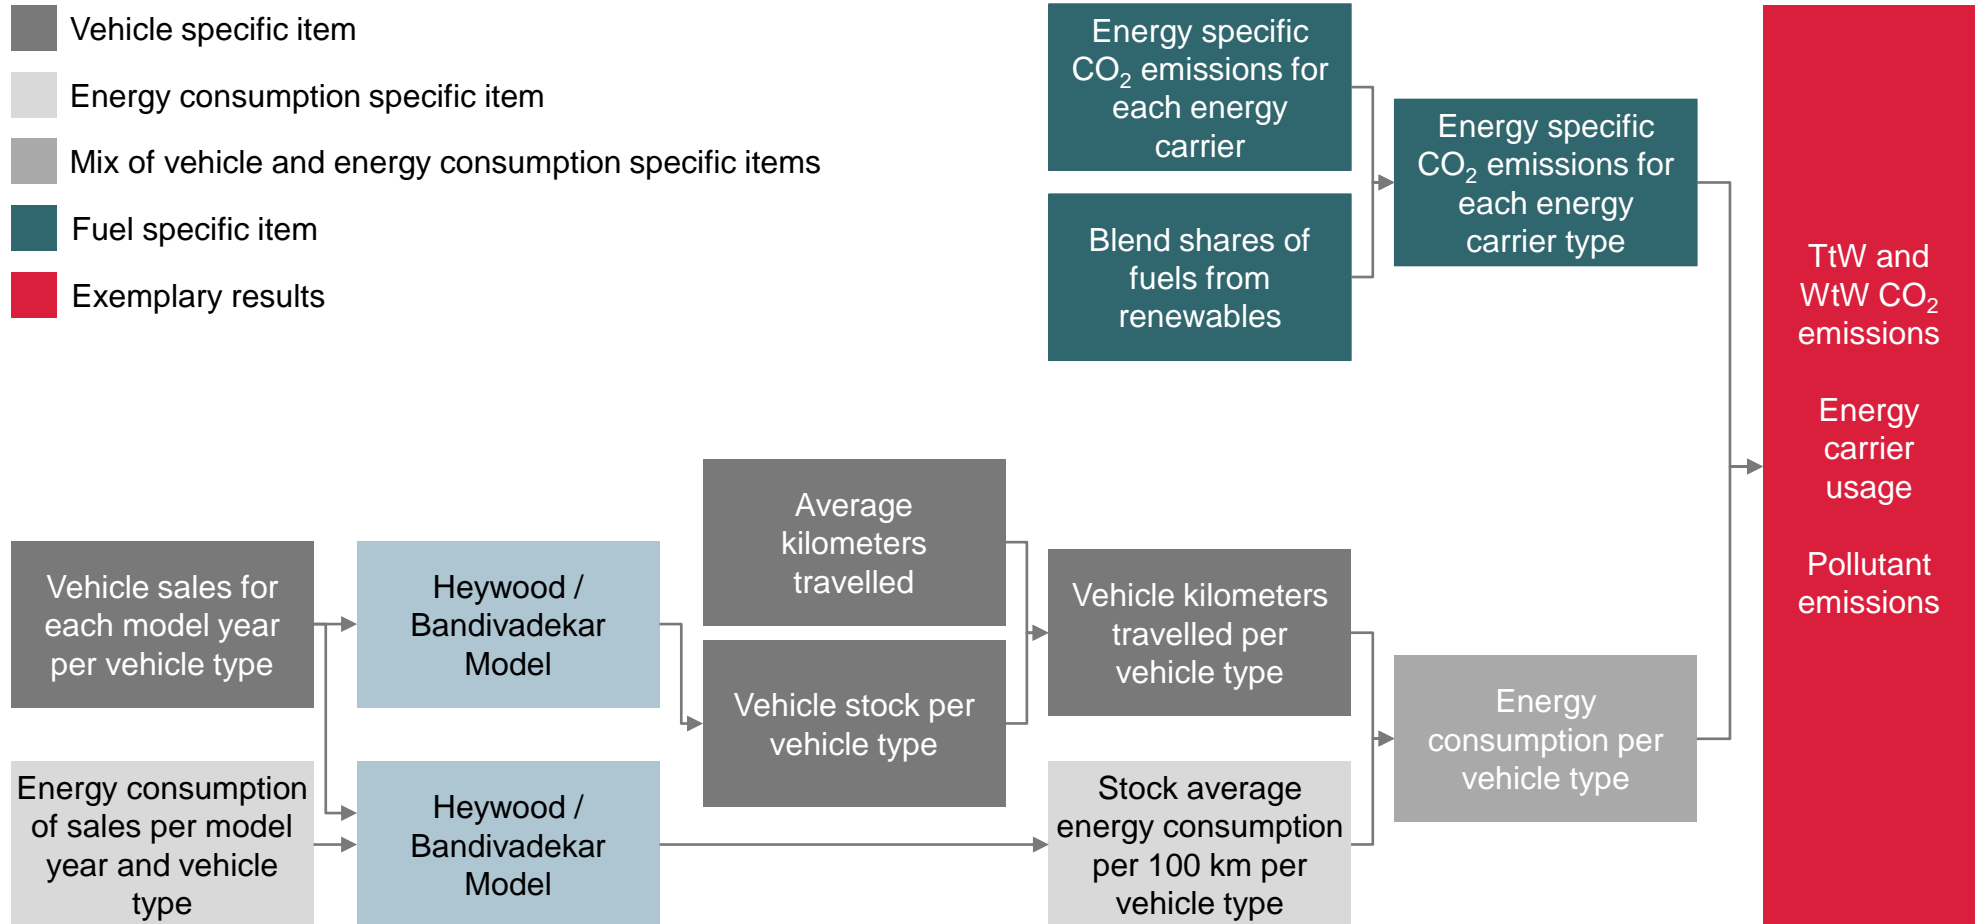 Vehicle specific item
Energy consumption specific item
Mix of vehicle and energy consumption specific items
Fuel specific item
Exemplary results
Energy specific
CO₂ emissions for
each energy
carrier
Blend shares of
fuels from
renewables
Energy specific
CO₂ emissions for
each energy
carrier type
TtW and
WtW CO₂
emissions
Energy
carrier
usage
Pollutant
emissions
Vehicle sales for
each model year
per vehicle type
Heywood /
Bandivadekar
Model
Average
kilometers
travelled
Vehicle stock per
vehicle type
Vehicle kilometers
travelled per
vehicle type
Energy
consumption per
vehicle type
Energy consumption
of sales per model
year and vehicle
type
Heywood /
Bandivadekar
Model
Stock average
energy consumption
per 100 km per
vehicle type